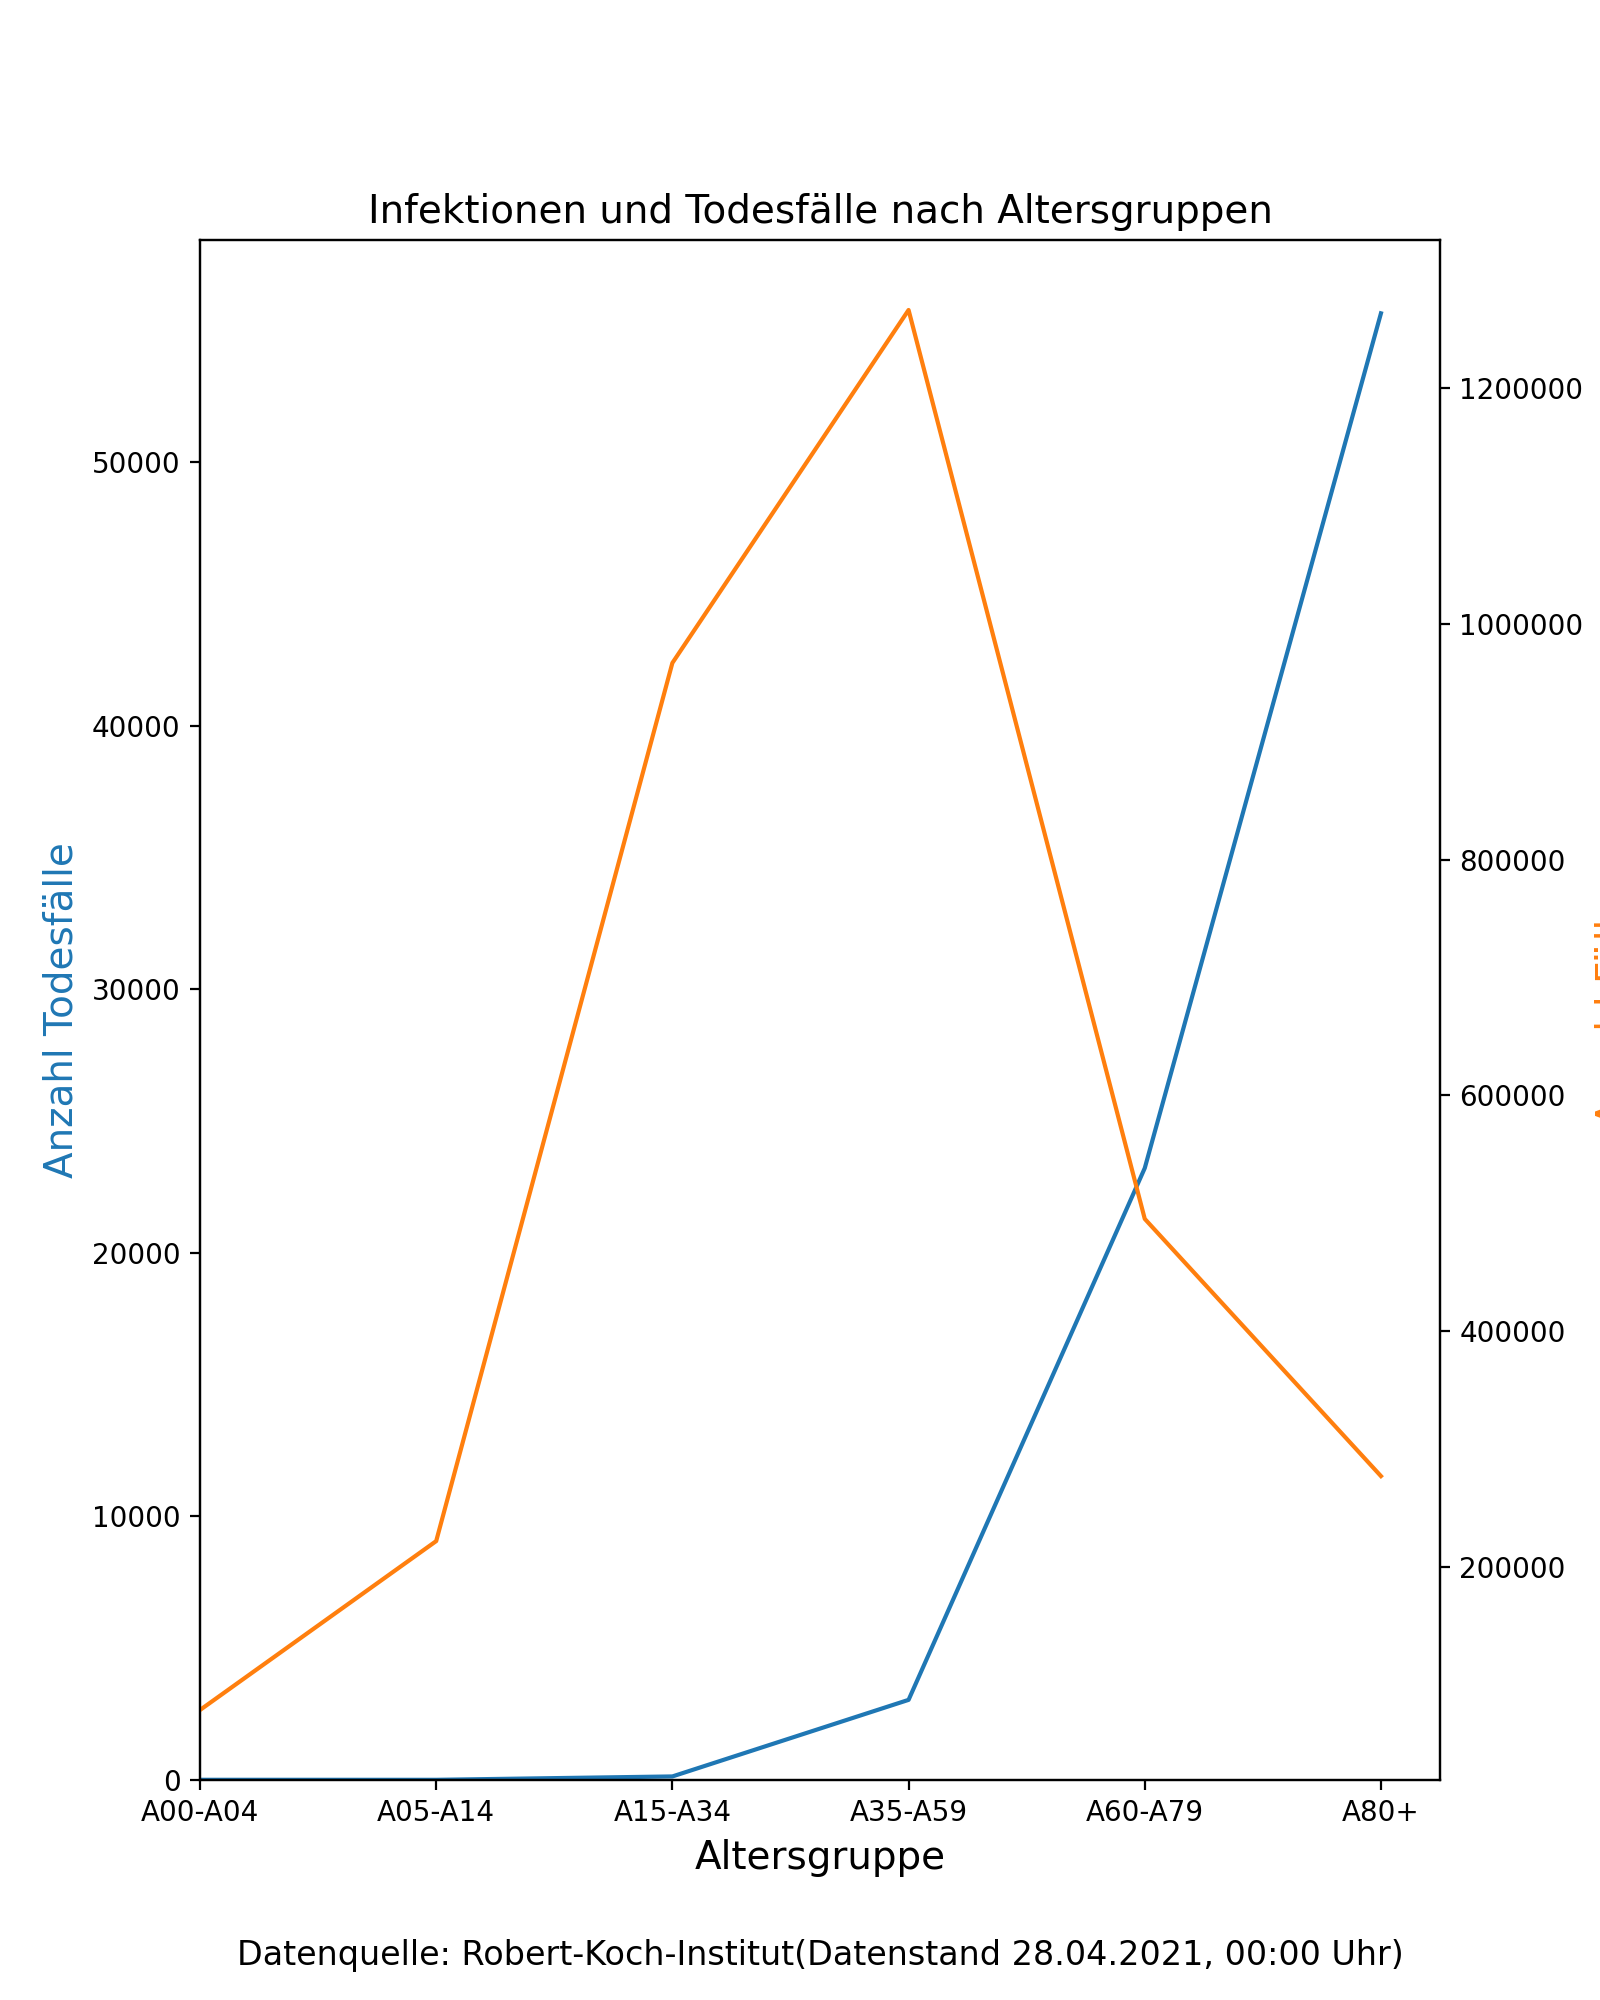 Infektionen und Todesfälle nach Altersgruppen
50000
40000
30000
20000
10000
0
Anzahl Todesfälle
1200000
1000000
800000
600000
400000
200000
A00-A04 A05-A14 A15-A34 A35-A59 A60-A79 A80+
Altersgruppe
Datenquelle: Robert-Koch-Institut(Datenstand 28.04.2021, 00:00 Uhr)